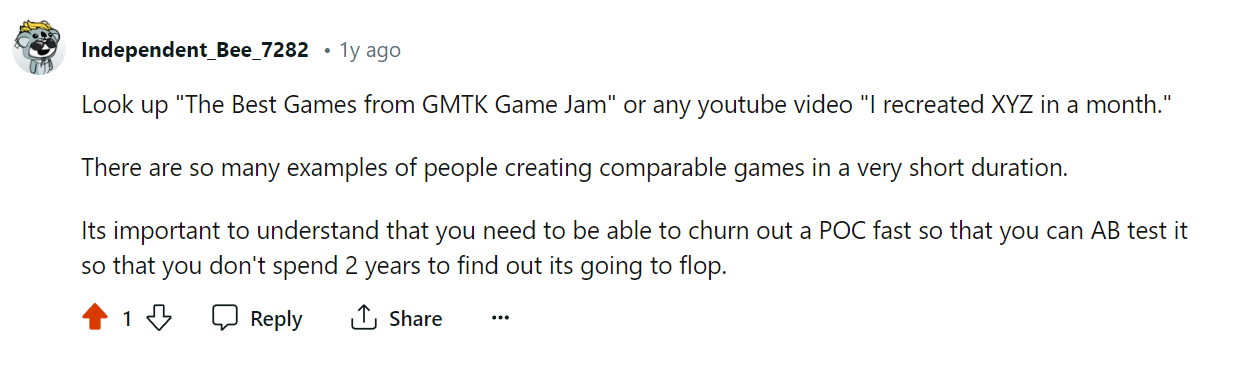 Independent_Bee_7282 • 1y ago
Look up "The Best Games from GMTK Game Jam" or any youtube video "I recreated XYZ in a month."
There are so many examples of people creating comparable games in a very short duration.
Its important to understand that you need to be able to churn out a POC fast so that you can AB test it
so that you don't spend 2 years to find out its going to flop.
1 Reply Share ...